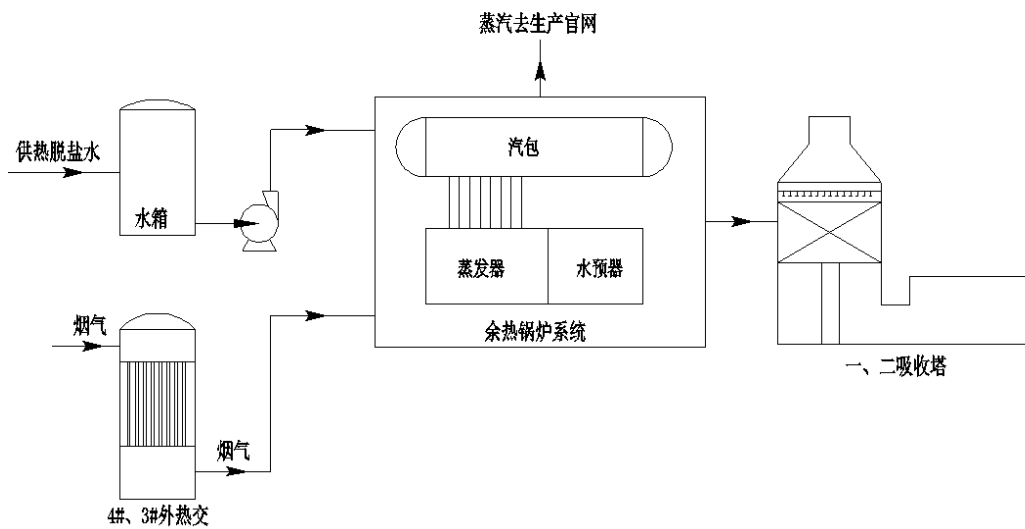 蒸汽去生产官网
供热脱盐水
水箱
汽包
蒸发器
水预器
余热锅炉系统
烟气
烟气
4#、3#外热交
一、二吸收塔